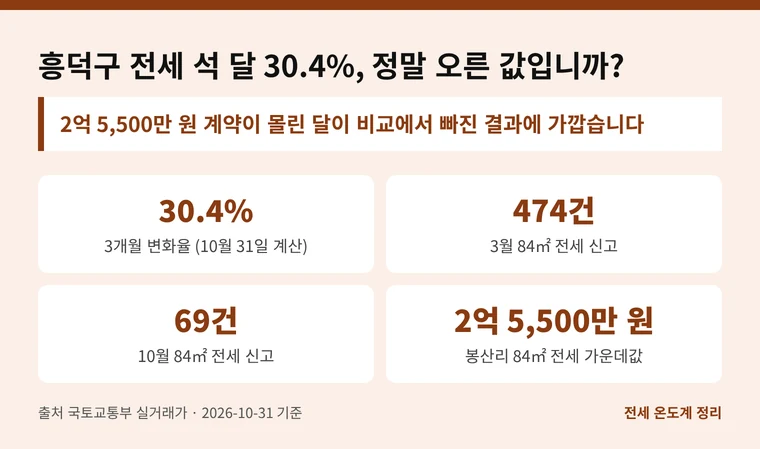 흥덕구 전세 석 달 30.4%, 정말 오른 값입니까?
2억 5,500만 원 계약이 몰린 달이 비교에서 빠진 결과에 가깝습니다
30.4%
3개월 변화율 (10월 31일 계산)
474건
3월 84㎡ 전세 신고
69건
10월 84㎡ 전세 신고
2억 5,500만 원
봉산리 84㎡ 전세 가운데값
출처 국토교통부 실거래가 · 2026-10-31 기준
전세 온도계 정리